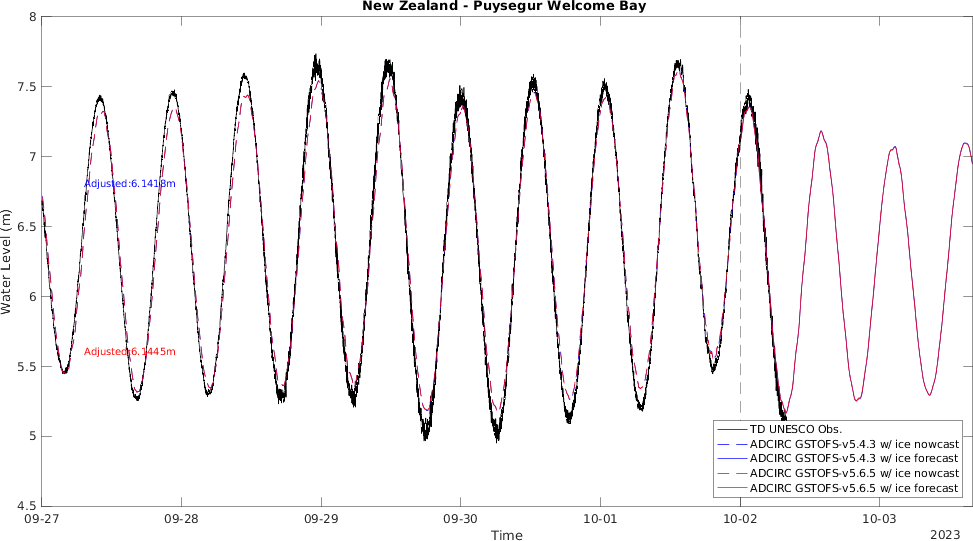 New Zealand - Puysegur Welcome Bay
8
7.5
7
6.5
6
5.5
5
4.5
Water Level (m)
Adjusted:6.1418m
Adjusted:6.1445m
TD UNESCO Obs.
ADCIRC GSTOFS-v5.4.3 w/ ice nowcast
ADCIRC GSTOFS-v5.4.3 w/ ice forecast
ADCIRC GSTOFS-v5.6.5 w/ ice nowcast
ADCIRC GSTOFS-v5.6.5 w/ ice forecast
09-27 09-28 09-29 09-30 10-01 10-02 10-03
Time
2023